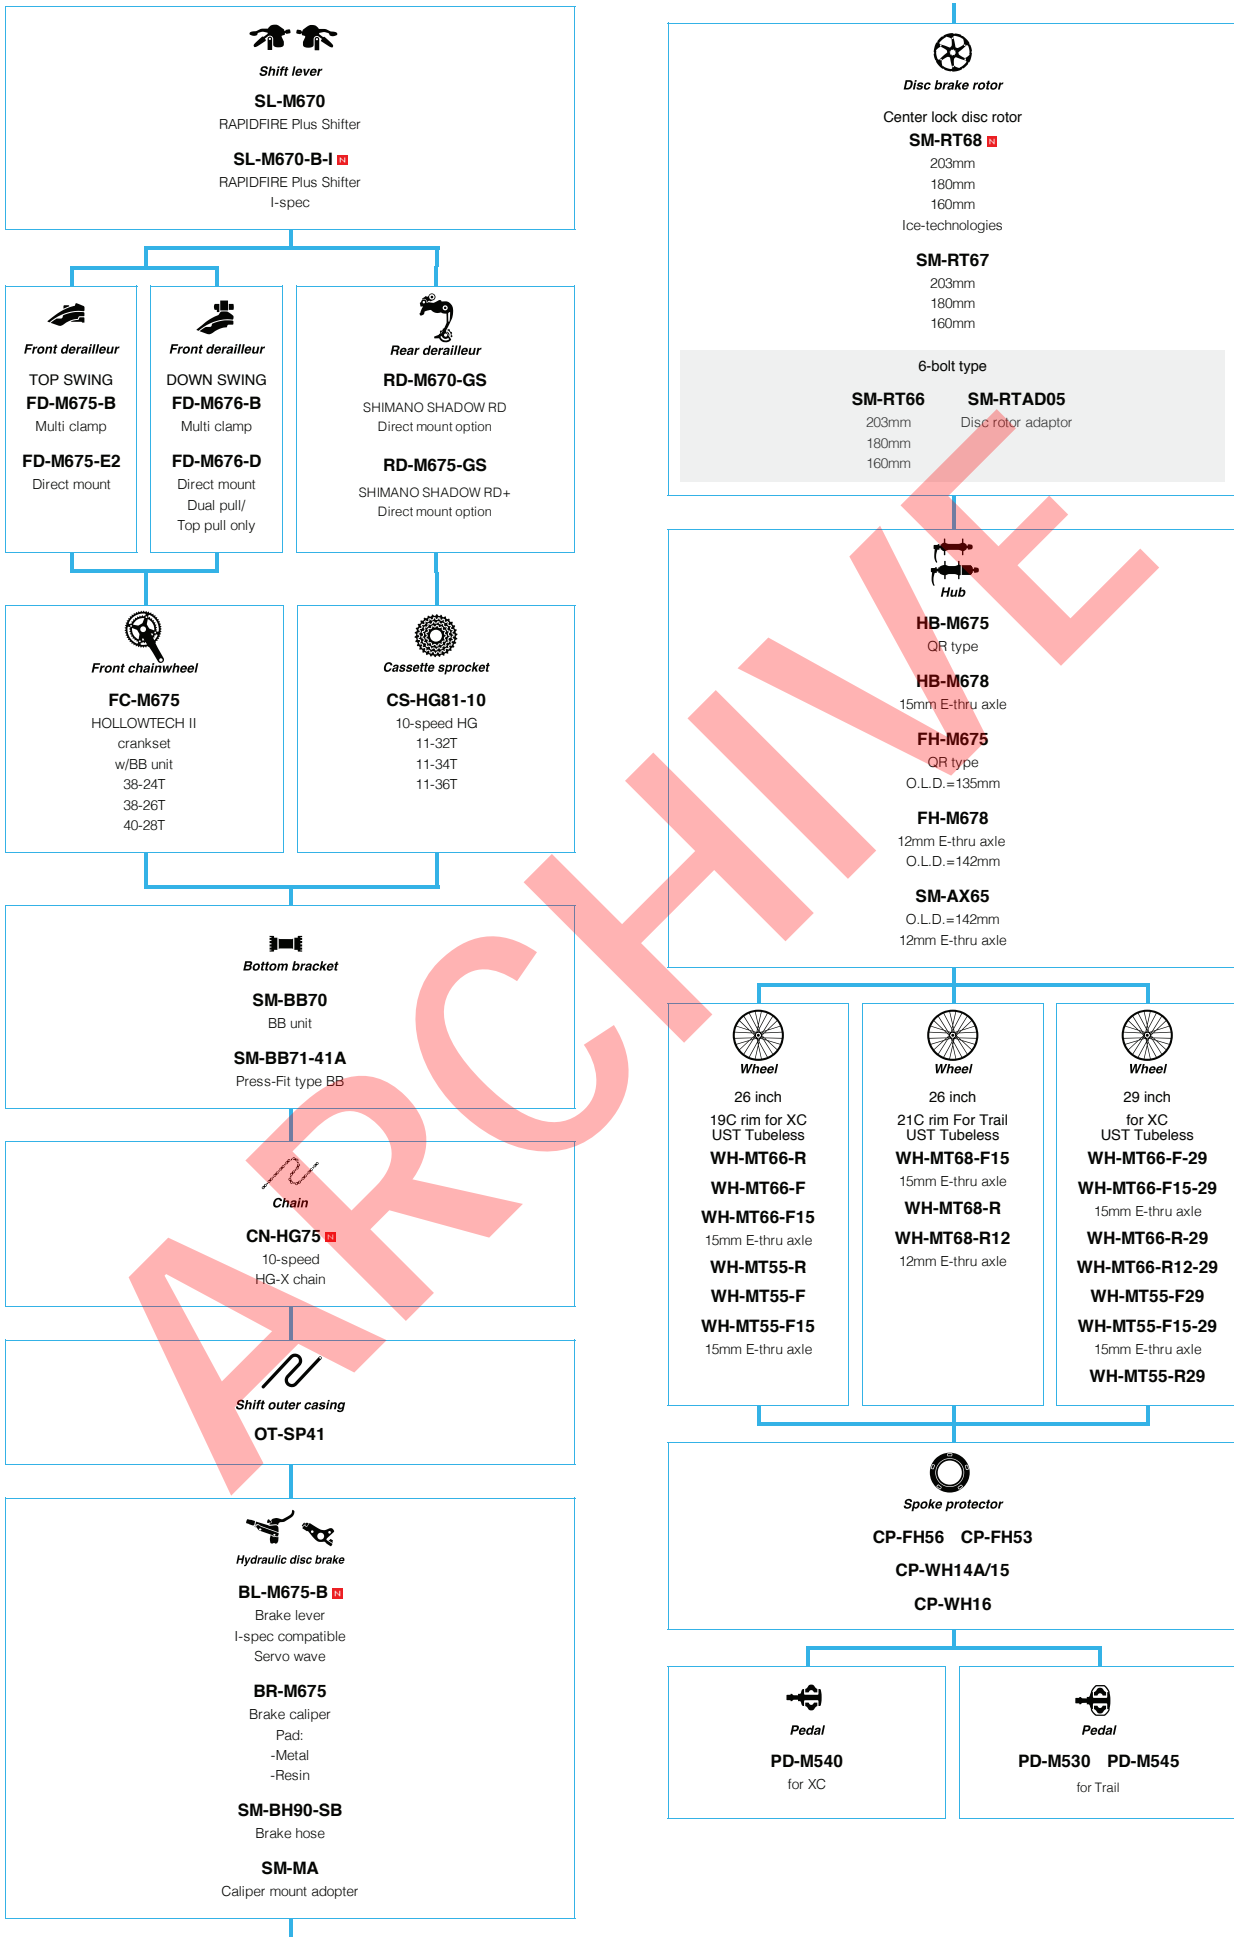 Shift lever
SL-M670
RAPIDFIRE Plus Shifter
SL-M670-B-I N
RAPIDFIRE Plus Shifter
I-spec
Front derailleur
TOP SWING
FD-M675-B
Multi clamp
FD-M675-E2
Direct mount
Front derailleur
DOWN SWING
FD-M676-B
Multi clamp
FD-M676-D
Direct mount
Dual pull/
Top pull only
Rear derailleur
RD-M670-GS
SHIMANO SHADOW RD
Direct mount option
RD-M675-GS
SHIMANO SHADOW RD+
Direct mount option
Front chainwheel
FC-M675
HOLLOWTECH II
crankset
w/BB unit
38-24T
38-26T
40-28T
Cassette sprocket
CS-HG81-10
10-speed HG
11-32T
11-34T
11-36T
Bottom bracket
SM-BB70
BB unit
SM-BB71-41A
Press-Fit type BB
Chain
CN-HG75 N
10-speed
HG-X chain
Shift outer casing
OT-SP41
Hydraulic disc brake
BL-M675-B N
Brake lever
I-spec compatible
Servo wave
BR-M675
Brake caliper
Pad:
-Metal
-Resin
SM-BH90-SB
Brake hose
SM-MA
Caliper mount adopter
Disc brake rotor
Center lock disc rotor
SM-RT68 N
203mm
180mm
160mm
Ice-technologies
SM-RT67
203mm
180mm
160mm
6-bolt type
SM-RT66
203mm
180mm
160mm
SM-RTAD05
Disc rotor adaptor
Hub
HB-M675
QR type
HB-M678
15mm E-thru axle
FH-M675
QR type
O.L.D.=135mm
FH-M678
12mm E-thru axle
O.L.D.=142mm
SM-AX65
O.L.D.=142mm
12mm E-thru axle
Wheel
26 inch
19C rim for XC
UST Tubeless
WH-MT66-R
WH-MT66-F
WH-MT66-F15
15mm E-thru axle
WH-MT55-R
WH-MT55-F
WH-MT55-F15
15mm E-thru axle
Wheel
26 inch
21C rim For Trail
UST Tubeless
WH-MT68-F15
15mm E-thru axle
WH-MT68-R
WH-MT68-R12
12mm E-thru axle
Wheel
29 inch
for XC
UST Tubeless
WH-MT66-F-29
WH-MT66-F15-29
15mm E-thru axle
WH-MT66-R-29
WH-MT66-R12-29
WH-MT55-F29
WH-MT55-F15-29
15mm E-thru axle
WH-MT55-R29
Spoke protector
CP-FH56 CP-FH53
CP-WH14A/15
CP-WH16
Pedal
PD-M540
for XC
Pedal
PD-M530 PD-M545
for Trail
ARCHIVE